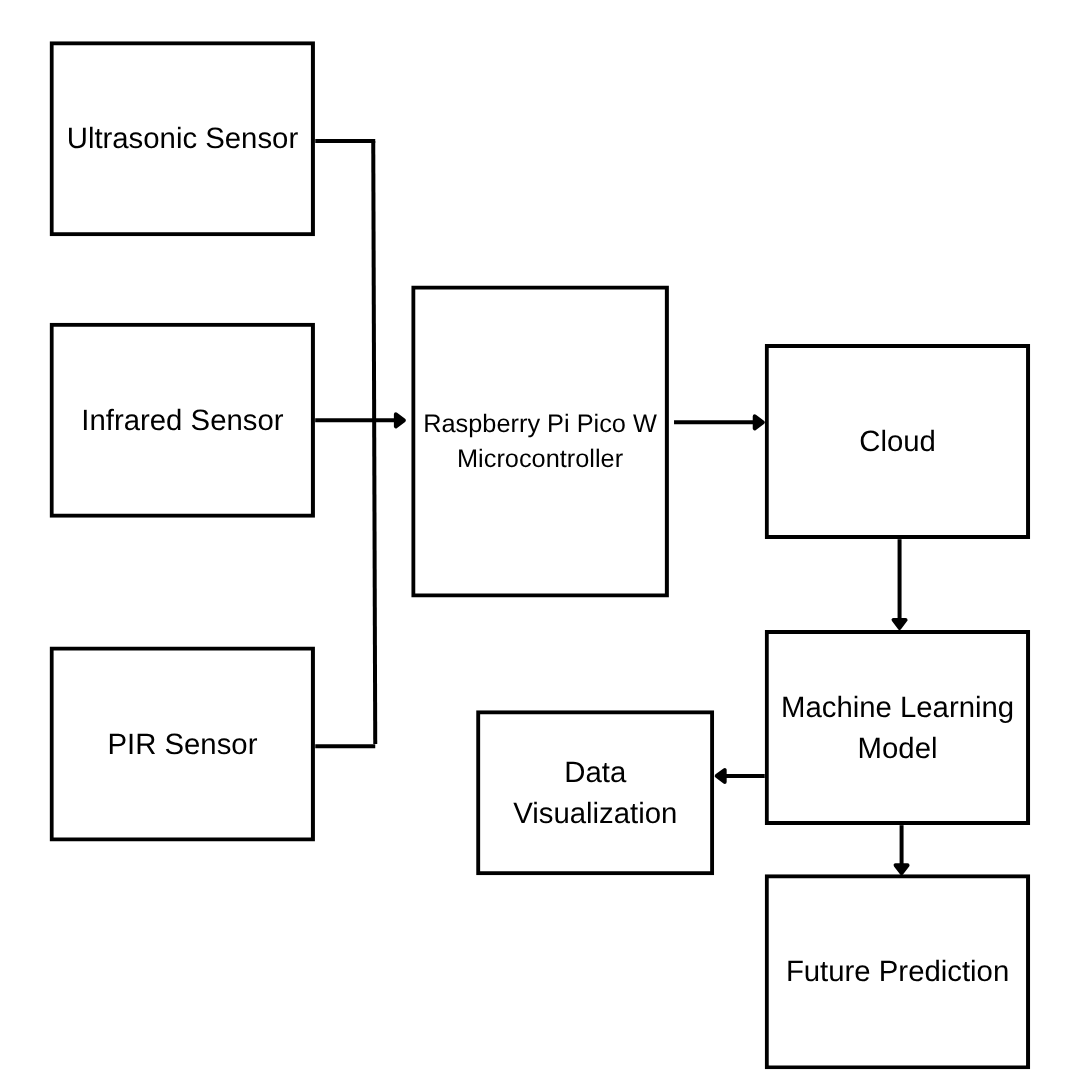 Ultrasonic Sensor
Infrared Sensor
PIR Sensor
Raspberry Pi Pico W
Microcontroller
Cloud
Machine Learning
Model
Data
Visualization
Future Prediction